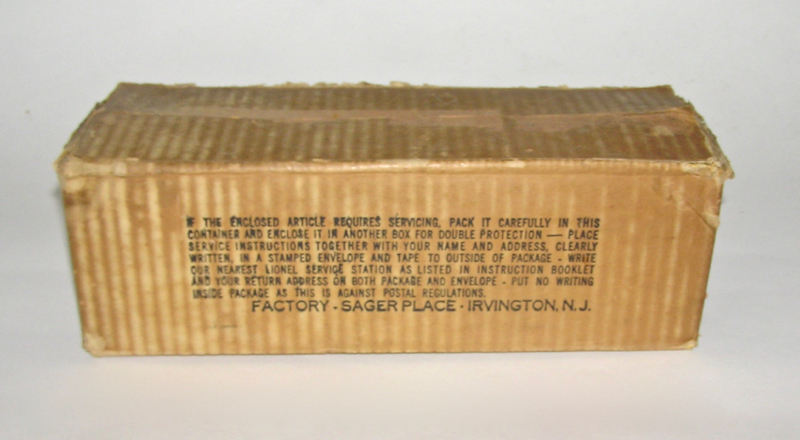 IF THE ENCLOSED ARTICLE REQUIRES SERVICING, PACK IT CAREFULLY IN THIS
CONTAINER AND ENCLOSE IT IN ANOTHER BOX FOR DOUBLE PROTECTION — PLACE
SERVICE INSTRUCTIONS TOGETHER WITH YOUR NAME AND ADDRESS, CLEARLY
WRITTEN, IN A STAMPED ENVELOPE AND TAPE TO OUTSIDE OF PACKAGE - WRITE
OUR NEAREST LIONEL SERVICE STATION AS LISTED IN INSTRUCTION BOOKLET
AND YOUR RETURN ADDRESS ON BOTH PACKAGE AND ENVELOPE - PUT NO WRITING
INSIDE PACKAGE AS THIS IS AGAINST POSTAL REGULATIONS.
FACTORY - SAGER PLACE - IRVINGTON, N. J.